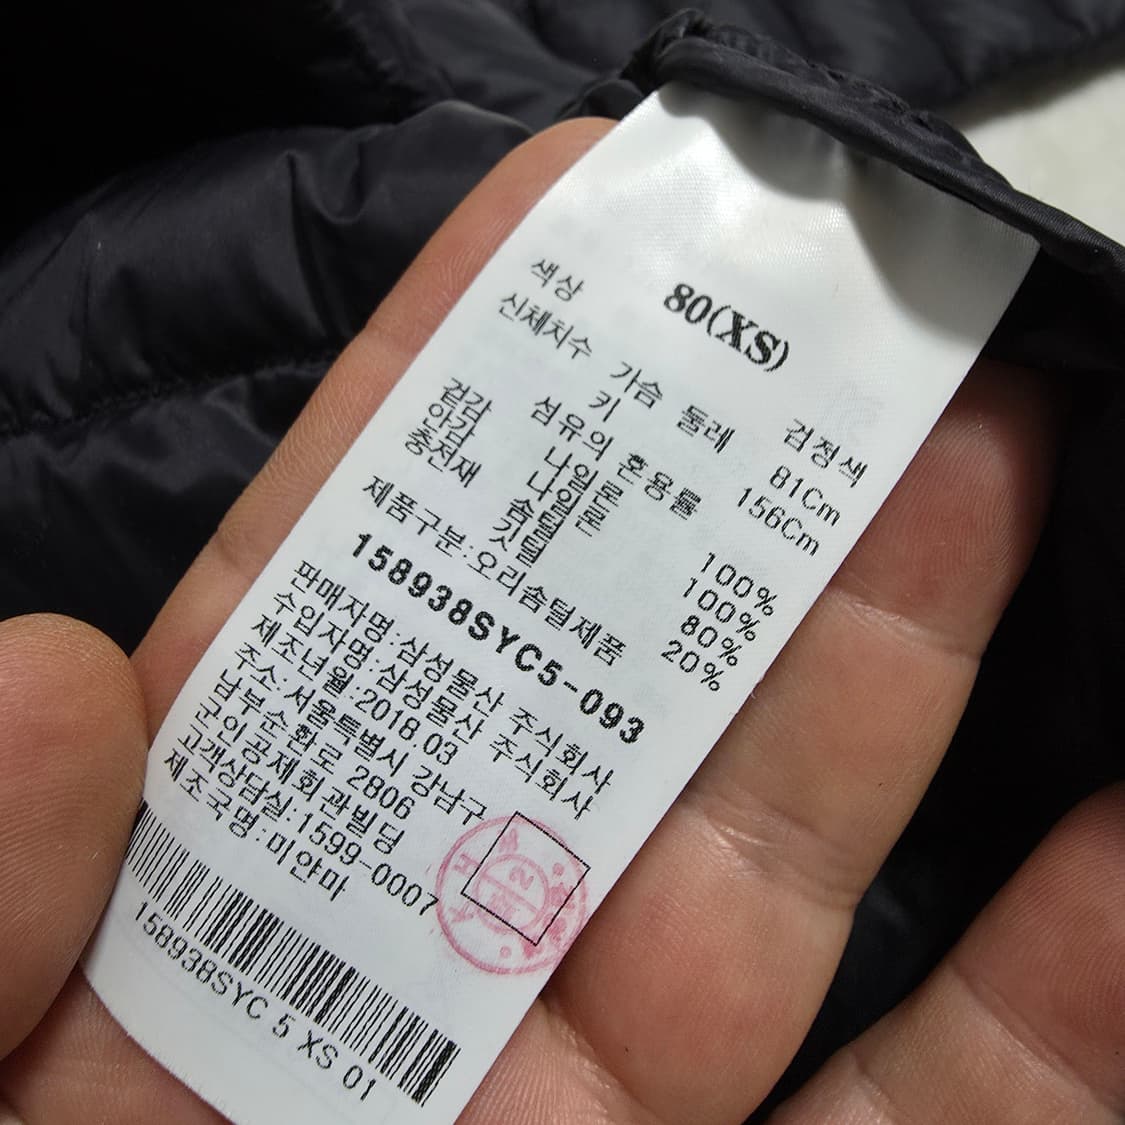 80(XS)
색상 검정색
신체치수 가슴 둘레 81Cm
키 156Cm
섬유의 혼용률
겉감 나일론 100%
안감 나일론 100%
충전재 솜털 80%
깃털 20%
제품구분:오리솜털제품
158938SYC5-093
판매자명:삼성물산 주식회사
수입자명:삼성물산 주식회사
제조년월:2018.03
주소:서울특별시 강남구
남부순환로 2806
군인공제회관빌딩
고객상담실:1599-0007
제조국명:미얀마
158938SYC 5 XS 01